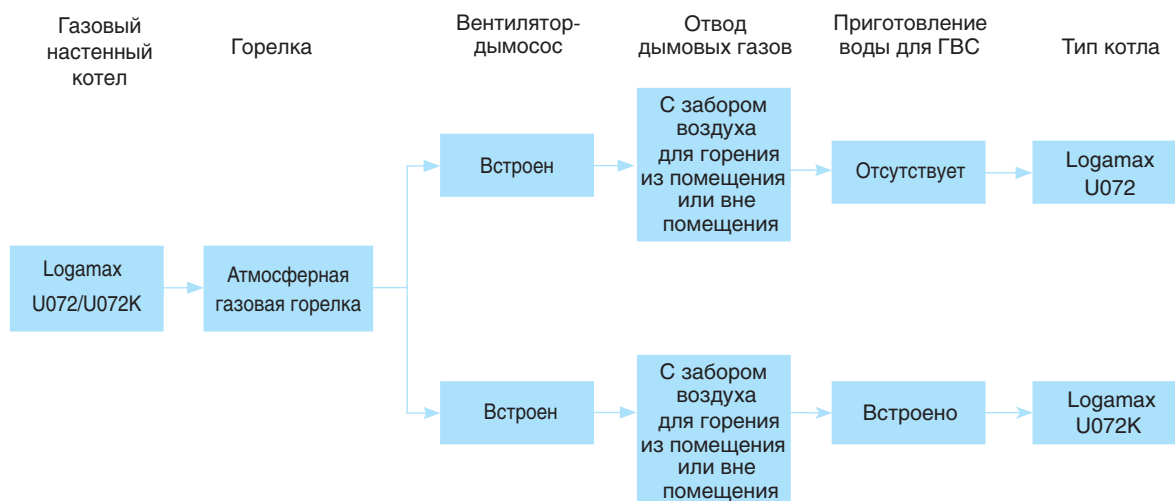 Газовый
настенный
котел
Горелка
Вентилятор-
дымосос
Отвод
дымовых газов
Приготовление
воды для ГВС
Тип котла
Встроен
С забором
воздуха
для горения
из помещения
или вне
помещения
Отсутствует
Logamax
U072
Logamax
U072/U072K
Атмосферная
газовая горелка
Встроен
С забором
воздуха
для горения
из помещения
или вне
помещения
Встроено
Logamax
U072K